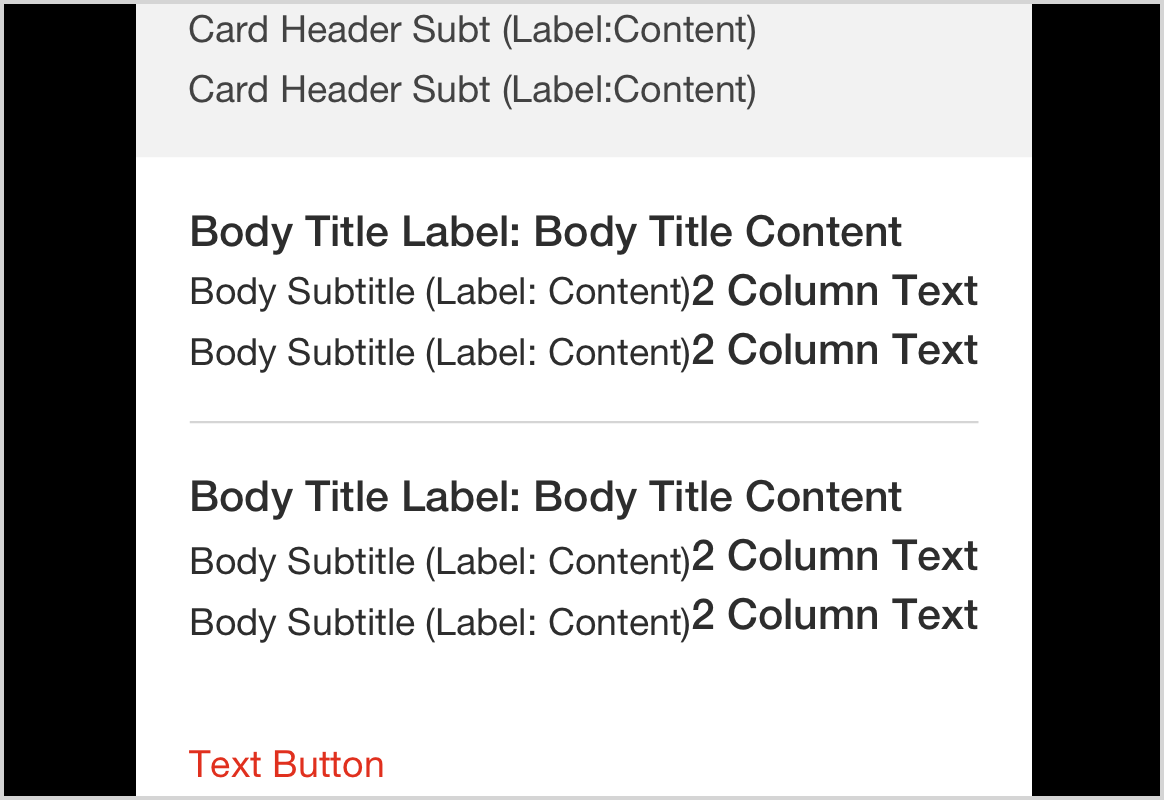 Card Header Subt (Label:Content)
Card Header Subt (Label:Content)
Body Title Label: Body Title Content
Body Subtitle (Label: Content)2 Column Text
Body Subtitle (Label: Content)2 Column Text
Body Title Label: Body Title Content
Body Subtitle (Label: Content)2 Column Text
Body Subtitle (Label: Content)2 Column Text
Text Button